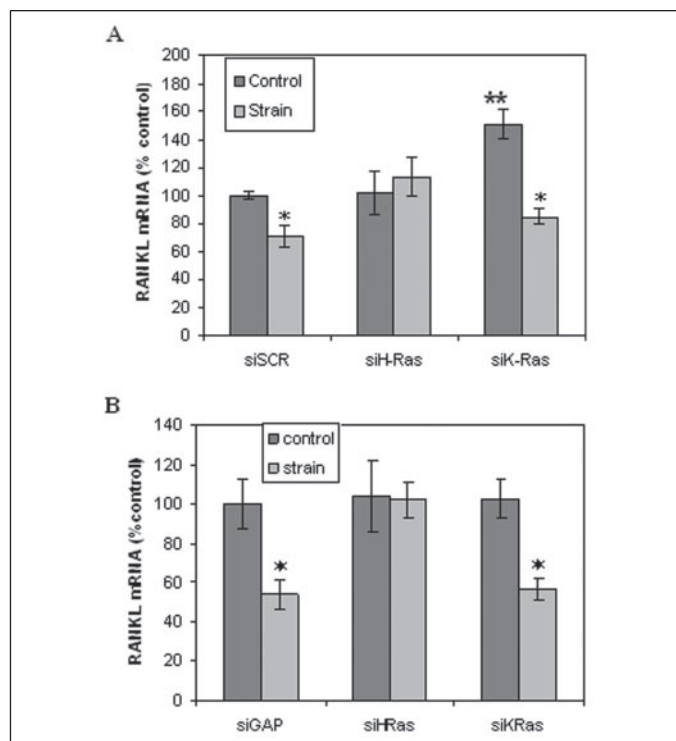 A
RANKL mRNA (% control)
200
180
160
140
120
100
80
60
40
20
0
Control
Strain
*
**
*
siSCR
siH-Ras
siK-Ras
B
RANKL mRNA (%control)
140
120
100
80
60
40
20
0
control
strain
*
*
siGAP
siHRas
siKRas